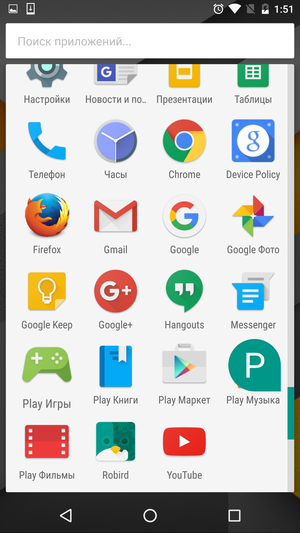 1:51
Поиск приложений...
Настройки Новости и по.. Презентации Таблицы
Телефон Часы Chrome Device Policy
Firefox Gmail Google Google Фото
Google Keep Google+ Hangouts Messenger
Play Игры Play Книги Play Маркет Play Музыка
P
Play Фильмы Robird YouTube